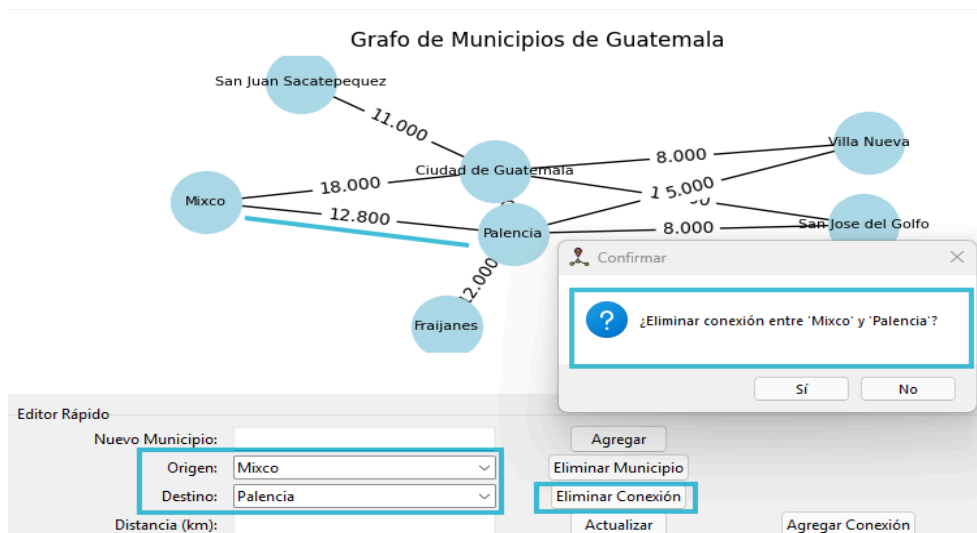 Grafo de Municipios de Guatemala
San Juan Sacatepequez
11.000
Villa Nueva
8.000
Ciudad de Guatemala
18.000
5.000
Mixco
12.800
San Jose del Golfo
8.000
Palencia
12.000
Fraijanes
Confirmar
¿Eliminar conexión entre 'Mixco' y 'Palencia'?
Sí No
Editor Rápido
Nuevo Municipio: Agregar
Origen: Mixco Eliminar Municipio
Destino: Palencia Eliminar Conexión
Distancia (km): Actualizar Agregar Conexión